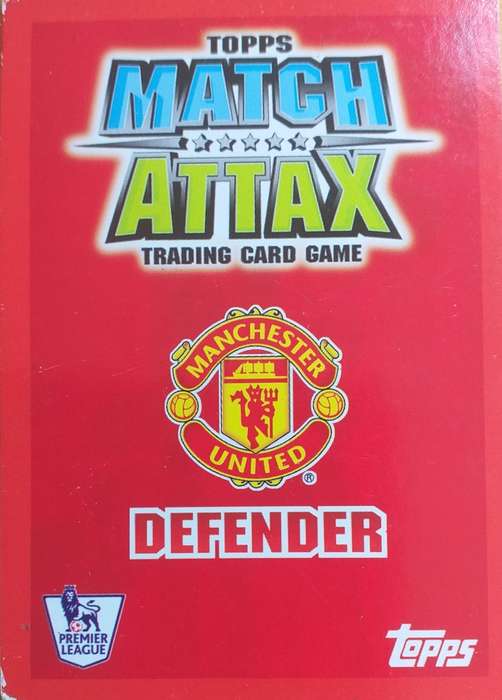 TOPPS
MATCH
ATTAX
TRADING CARD GAME
MANCHESTER
UNITED
®
DEFENDER
PREMIER
LEAGUE
topps